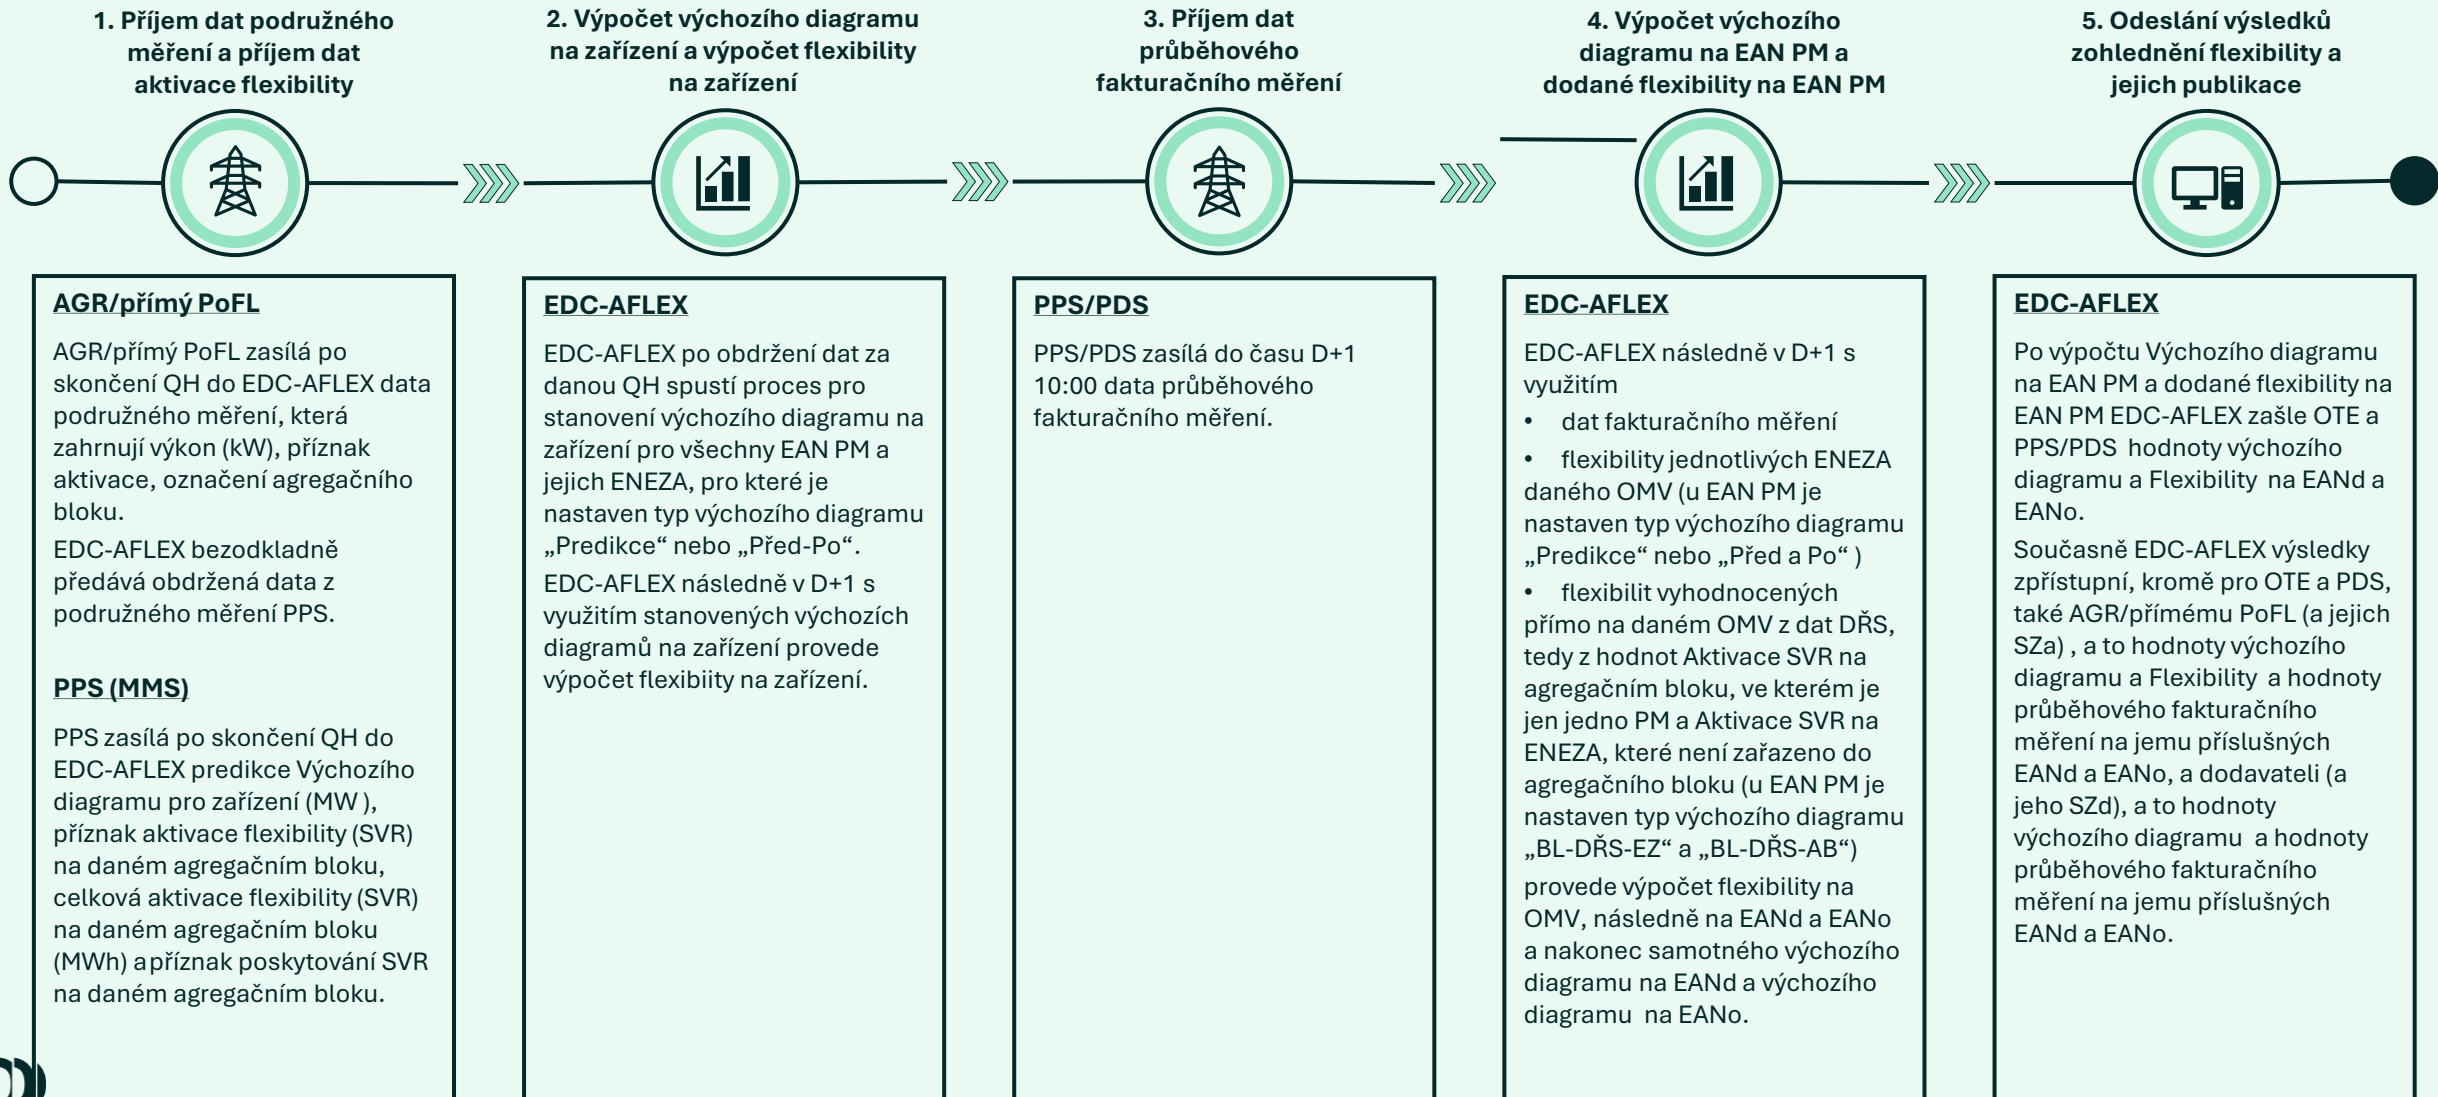 1. Příjem dat podružného
měření a příjem dat
aktivace flexibility
2. Výpočet výchozího diagramu
na zařízení a výpočet flexibility
na zařízení
3. Příjem dat
průběhového
fakturačního měření
4. Výpočet výchozího
diagramu na EAN PM a
dodané flexibility na EAN PM
5. Odeslání výsledků
zohlednění flexibility a
jejich publikace
AGR/přímý PoFL
AGR/přímý PoFL zasílá po
skončení QH do EDC-AFLEX data
podružného měření, která
zahrnují výkon (kW), příznak
aktivace, označení agregačního
bloku.
EDC-AFLEX bezodkladně
předává obdržená data z
podružného měření PPS.
PPS (MMS)
PPS zasílá po skončení QH do
EDC-AFLEX predikce Výchozího
diagramu pro zařízení (MW ),
příznak aktivace flexibility (SVR)
na daném agregačním bloku,
celková aktivace flexibility (SVR)
na daném agregačním bloku
(MWh) apříznak poskytování SVR
na daném agregačním bloku.
EDC-AFLEX
EDC-AFLEX po obdržení dat za
danou QH spustí proces pro
stanovení výchozího diagramu na
zařízení pro všechny EAN PM a
jejich ENEZA, pro které je
nastaven typ výchozího diagramu
„Predikce“ nebo „Před-Po“.
EDC-AFLEX následně v D+1 s
využitím stanovených výchozích
diagramů na zařízení provede
výpočet flexibiity na zařízení.
PPS/PDS
PPS/PDS zasílá do času D+1
10:00 data průběhového
fakturačního měření.
EDC-AFLEX
EDC-AFLEX následně v D+1 s
využitím
• dat fakturačního měření
• flexibility jednotlivých ENEZA
daného OMV (u EAN PM je
nastaven typ výchozího diagramu
„Predikce“ nebo „Před a Po“ )
• flexibilit vyhodnocených
přímo na daném OMV z dat DŘS,
tedy z hodnot Aktivace SVR na
agregačním bloku, ve kterém je
jen jedno PM a Aktivace SVR na
ENEZA, které není zařazeno do
agregačního bloku (u EAN PM je
nastaven typ výchozího diagramu
„BL-DŘS-EZ“ a „BL-DŘS-AB“)
provede výpočet flexibility na
OMV, následně na EANd a EANo
a nakonec samotného výchozího
diagramu na EANd a výchozího
diagramu na EANo.
EDC-AFLEX
Po výpočtu Výchozího diagramu
na EAN PM a dodané flexibility na
EAN PM EDC-AFLEX zašle OTE a
PPS/PDS hodnoty výchozího
diagramu a Flexibility na EANd a
EANo.
Současně EDC-AFLEX výsledky
zpřístupní, kromě pro OTE a PDS,
také AGR/přímému PoFL (a jejich
SZa) , a to hodnoty výchozího
diagramu a Flexibility a hodnoty
průběhového fakturačního
měření na jemu příslušných
EANd a EANo, a dodavateli (a
jeho SZd), a to hodnoty
výchozího diagramu a hodnoty
průběhového fakturačního
měření na jemu příslušných
EANd a EANo.